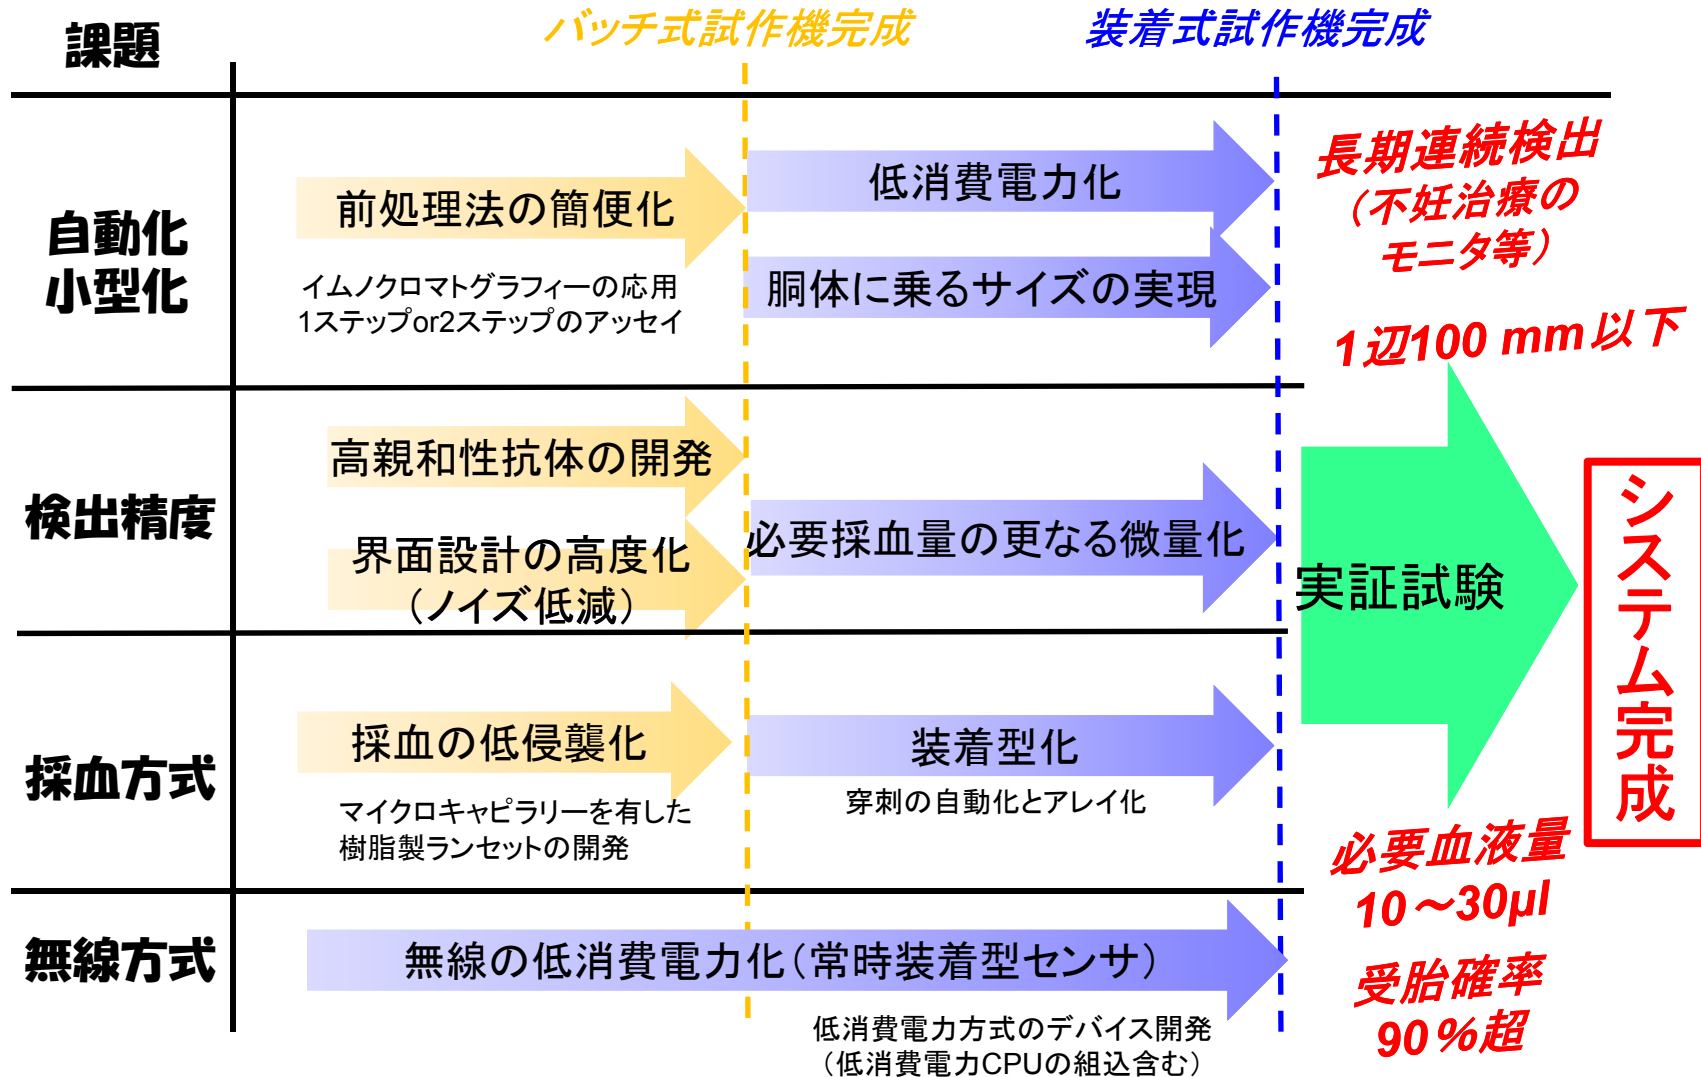 課題
バッチ式試作機完成
装着式試作機完成
自動化
小型化
前処理法の簡便化
イムノクロマトグラフィーの応用
1ステップor2ステップのアッセイ
低消費電力化
胴体に乗るサイズの実現
長期連続検出
（不妊治療の
モニタ等）
1辺100 mm以下
検出精度
高親和性抗体の開発
界面設計の高度化
（ノイズ低減）
必要採血量の更なる微量化
実証試験
システム完成
採血方式
採血の低侵襲化
マイクロキャピラリーを有した
樹脂製ランセットの開発
装着型化
穿刺の自動化とアレイ化
必要血液量
10～30μl
無線方式
無線の低消費電力化（常時装着型センサ）
低消費電力方式のデバイス開発
（低消費電力CPUの組込含む）
受胎確率
90％超